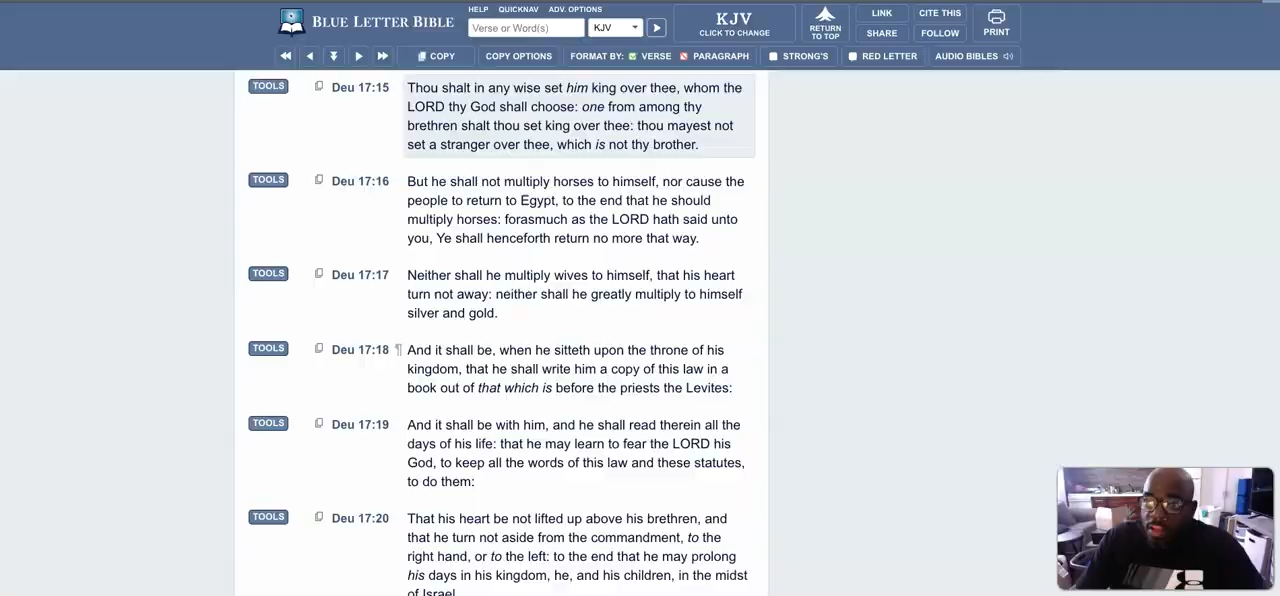 HELP QUICKNAV ADV. OPTIONS
BLUE LETTER BIBLE
Verse or Word(s) KJV
KJV
CLICK TO CHANGE
RETURN
TO TOP
LINK CITE THIS
SHARE FOLLOW
PRINT
COPY COPY OPTIONS FORMAT BY: VERSE PARAGRAPH STRONG'S RED LETTER AUDIO BIBLES
TOOLS Deu 17:15 Thou shalt in any wise set him king over thee, whom the
LORD thy God shall choose: one from among thy
brethren shalt thou set king over thee: thou mayest not
set a stranger over thee, which is not thy brother.
TOOLS Deu 17:16 But he shall not multiply horses to himself, nor cause the
people to return to Egypt, to the end that he should
multiply horses: forasmuch as the LORD hath said unto
you, Ye shall henceforth return no more that way.
TOOLS Deu 17:17 Neither shall he multiply wives to himself, that his heart
turn not away: neither shall he greatly multiply to himself
silver and gold.
TOOLS Deu 17:18 ¶ And it shall be, when he sitteth upon the throne of his
kingdom, that he shall write him a copy of this law in a
book out of that which is before the priests the Levites:
TOOLS Deu 17:19 And it shall be with him, and he shall read therein all the
days of his life: that he may learn to fear the LORD his
God, to keep all the words of this law and these statutes,
to do them:
TOOLS Deu 17:20 That his heart be not lifted up above his brethren, and
that he turn not aside from the commandment, to the
right hand, or to the left: to the end that he may prolong
his days in his kingdom, he, and his children, in the midst
of Israel